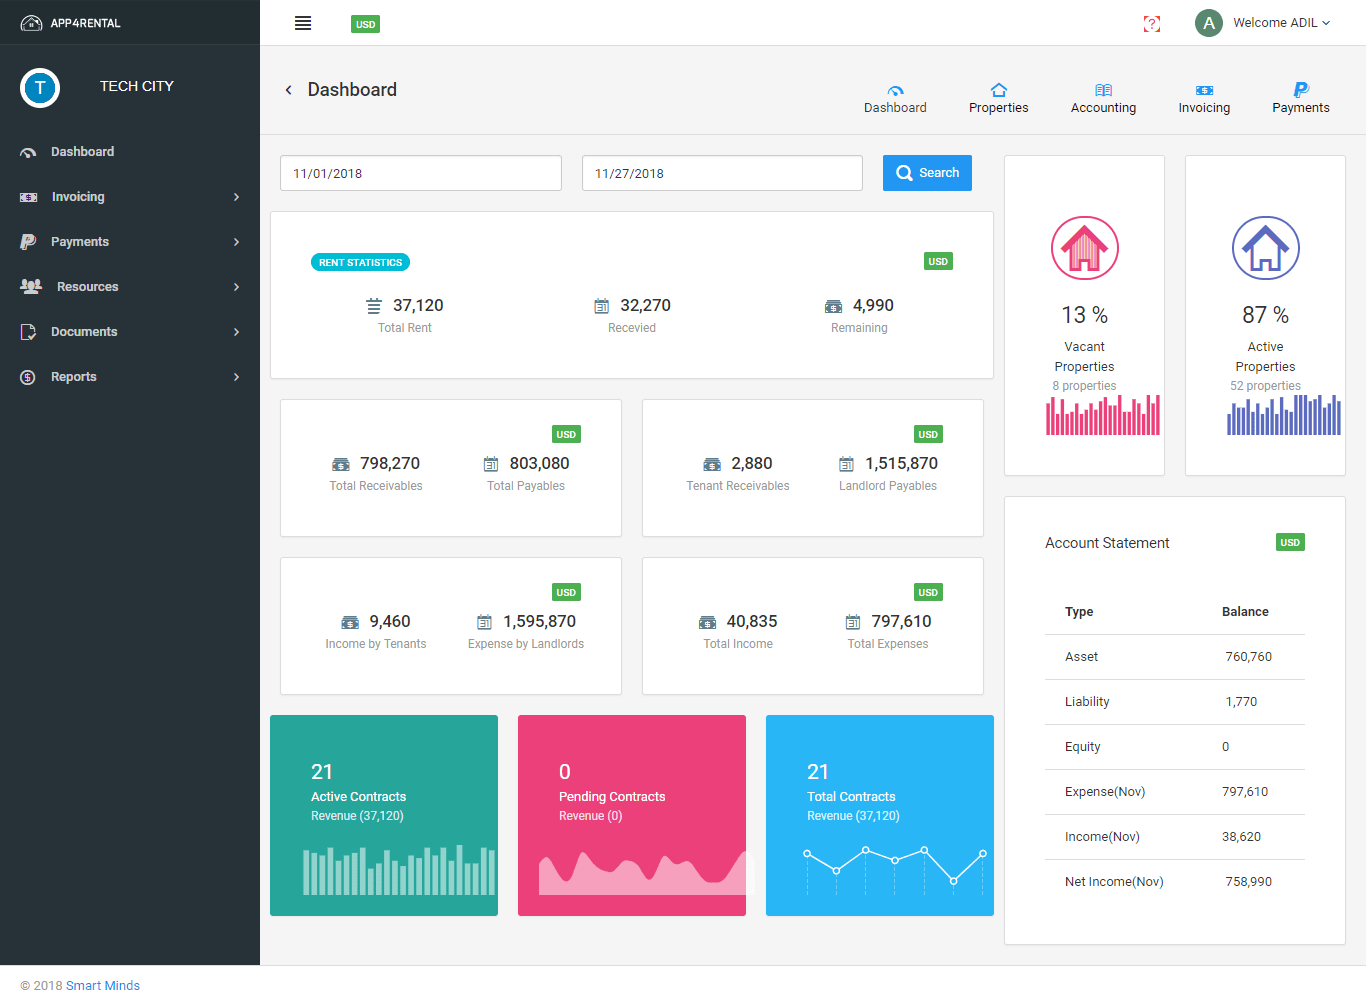 APP4RENTAL
USD
A
Welcome ADIL
T
TECH CITY
Dashboard
Invoicing
Payments
Resources
Documents
Reports
Dashboard
Dashboard
Properties
Accounting
Invoicing
Payments
11/01/2018
11/27/2018
Search
RENT STATISTICS
USD
37,120
Total Rent
32,270
Recevied
4,990
Remaining
USD
798,270
Total Receivables
803,080
Total Payables
USD
2,880
Tenant Receivables
1,515,870
Landlord Payables
USD
9,460
Income by Tenants
1,595,870
Expense by Landlords
USD
40,835
Total Income
797,610
Total Expenses
21
Active Contracts
Revenue (37,120)
0
Pending Contracts
Revenue (0)
21
Total Contracts
Revenue (37,120)
13 %
Vacant
Properties
8 properties
87 %
Active
Properties
52 properties
Account Statement
USD
Type Balance
Asset 760,760
Liability 1,770
Equity 0
Expense(Nov) 797,610
Income(Nov) 38,620
Net Income(Nov) 758,990
© 2018 Smart Minds